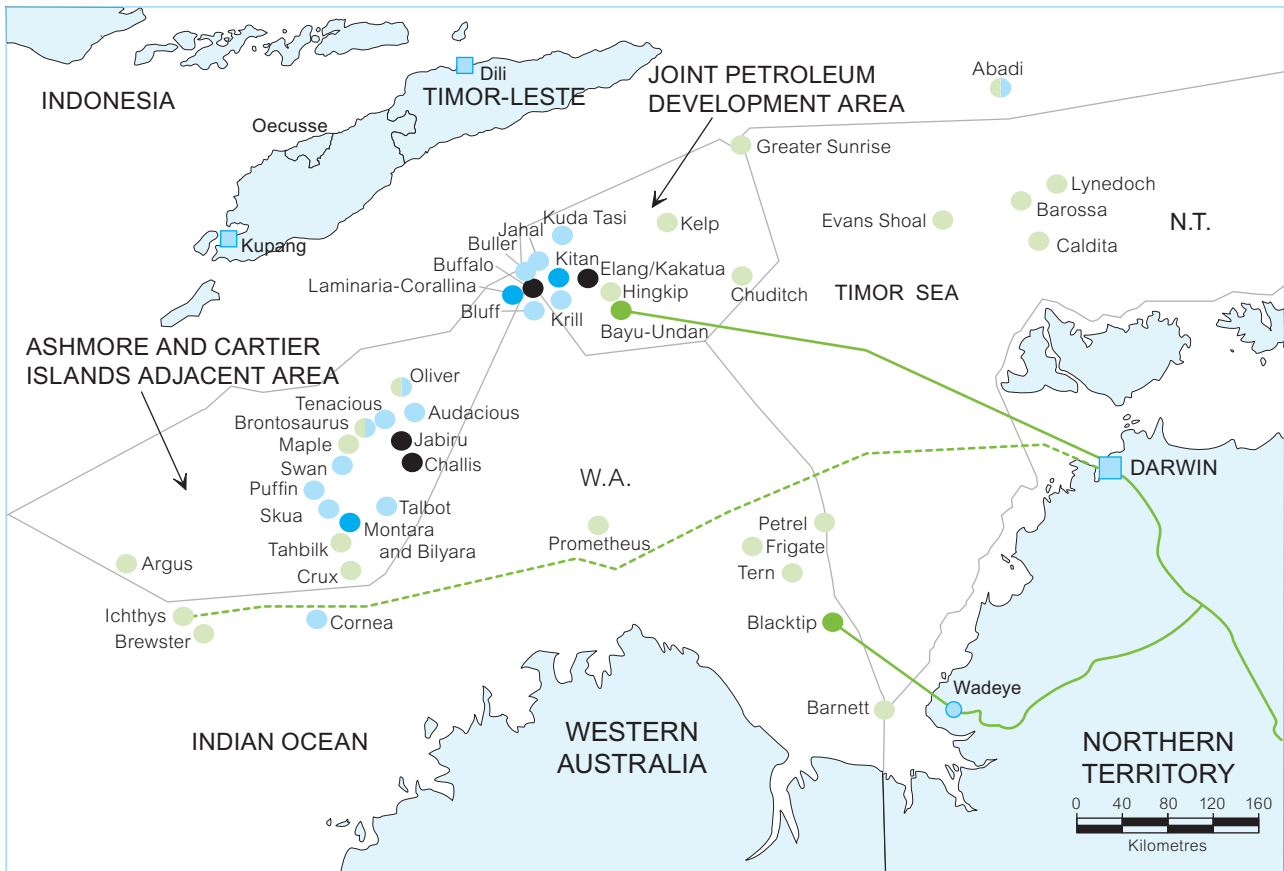 Abadi
Dili
JOINT PETROLEUM
DEVELOPMENT AREA
INDONESIA
TIMOR-LESTE
Oecusse
Greater Sunrise
Lynedoch
Barossa
Evans Shoal
N.T.
Kelp
Kuda Tasi
Jahal
Kupang
Buller
Kitan
Caldita
Buffalo
Elang/Kakatua
Laminaria-Corallina
Hingkip
Chuditch
TIMOR SEA
Bluff
Krill
Bayu-Undan
ASHMORE AND CARTIER
ISLANDS ADJACENT AREA
Oliver
Tenacious
Audacious
Brontosaurus
Maple
Jabiru
Challis
Swan
DARWIN
W.A.
Puffin
Talbot
Skua
Montara
and Bilyara
Petrel
Prometheus
Frigate
Tahbilk
Argus
Crux
Tern
Ichthys
Cornea
Blacktip
Brewster
Wadeye
Barnett
INDIAN OCEAN
WESTERN
AUSTRALIA
NORTHERN
TERRITORY
0 40 80 120 160
Kilometres